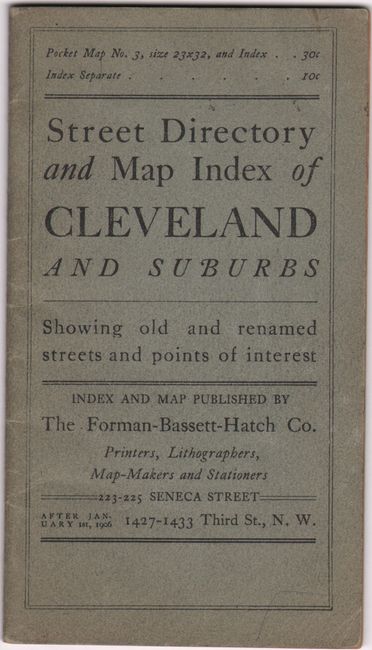 Pocket Map No. 3, size 23x32, and Index . . 30c
Index Separate . . . . . . 10c
Street Directory
and Map Index of
CLEVELAND
AND SUBURBS
Showing old and renamed
streets and points of interest
INDEX AND MAP PUBLISHED BY
The Forman-Bassett-Hatch Co.
Printers, Lithographers,
Map-Makers and Stationers
223-225 SENECA STREET
AFTER JAN-
UARY 1st, 1906 1427-1433 Third St., N. W.